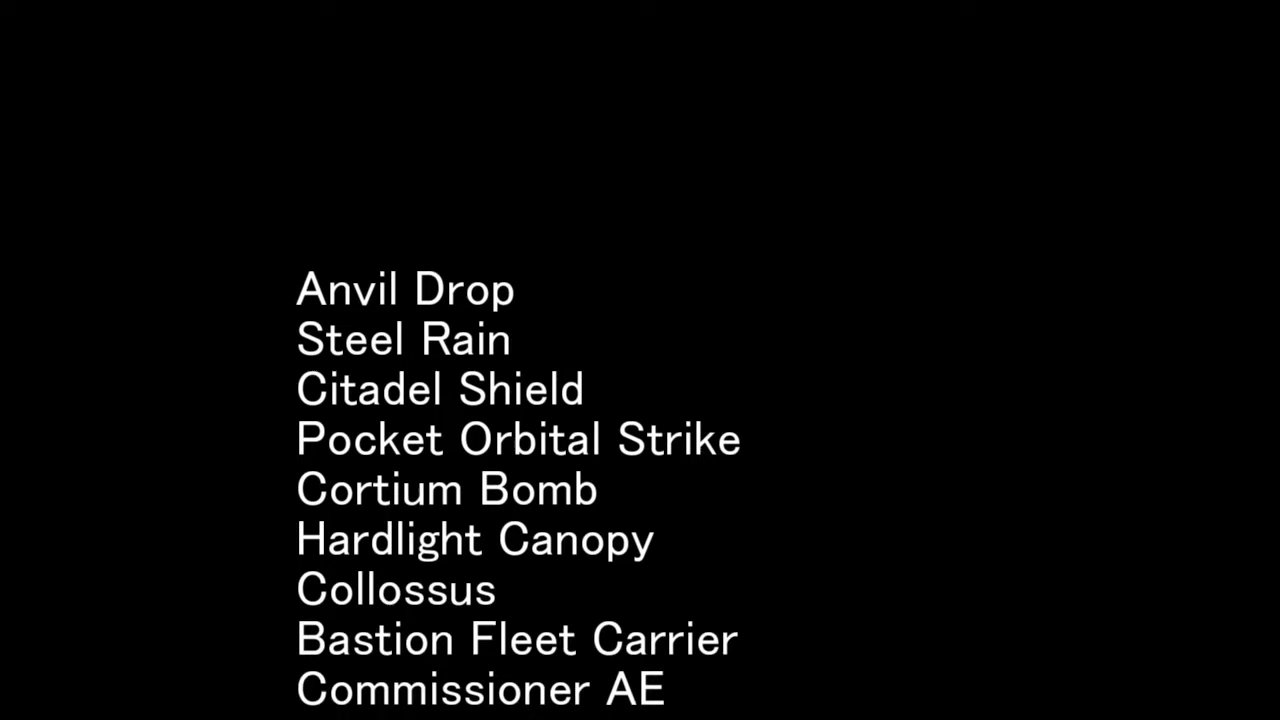 Anvil Drop
Steel Rain
Citadel Shield
Pocket Orbital Strike
Cortium Bomb
Hardlight Canopy
Collossus
Bastion Fleet Carrier
Commissioner AE